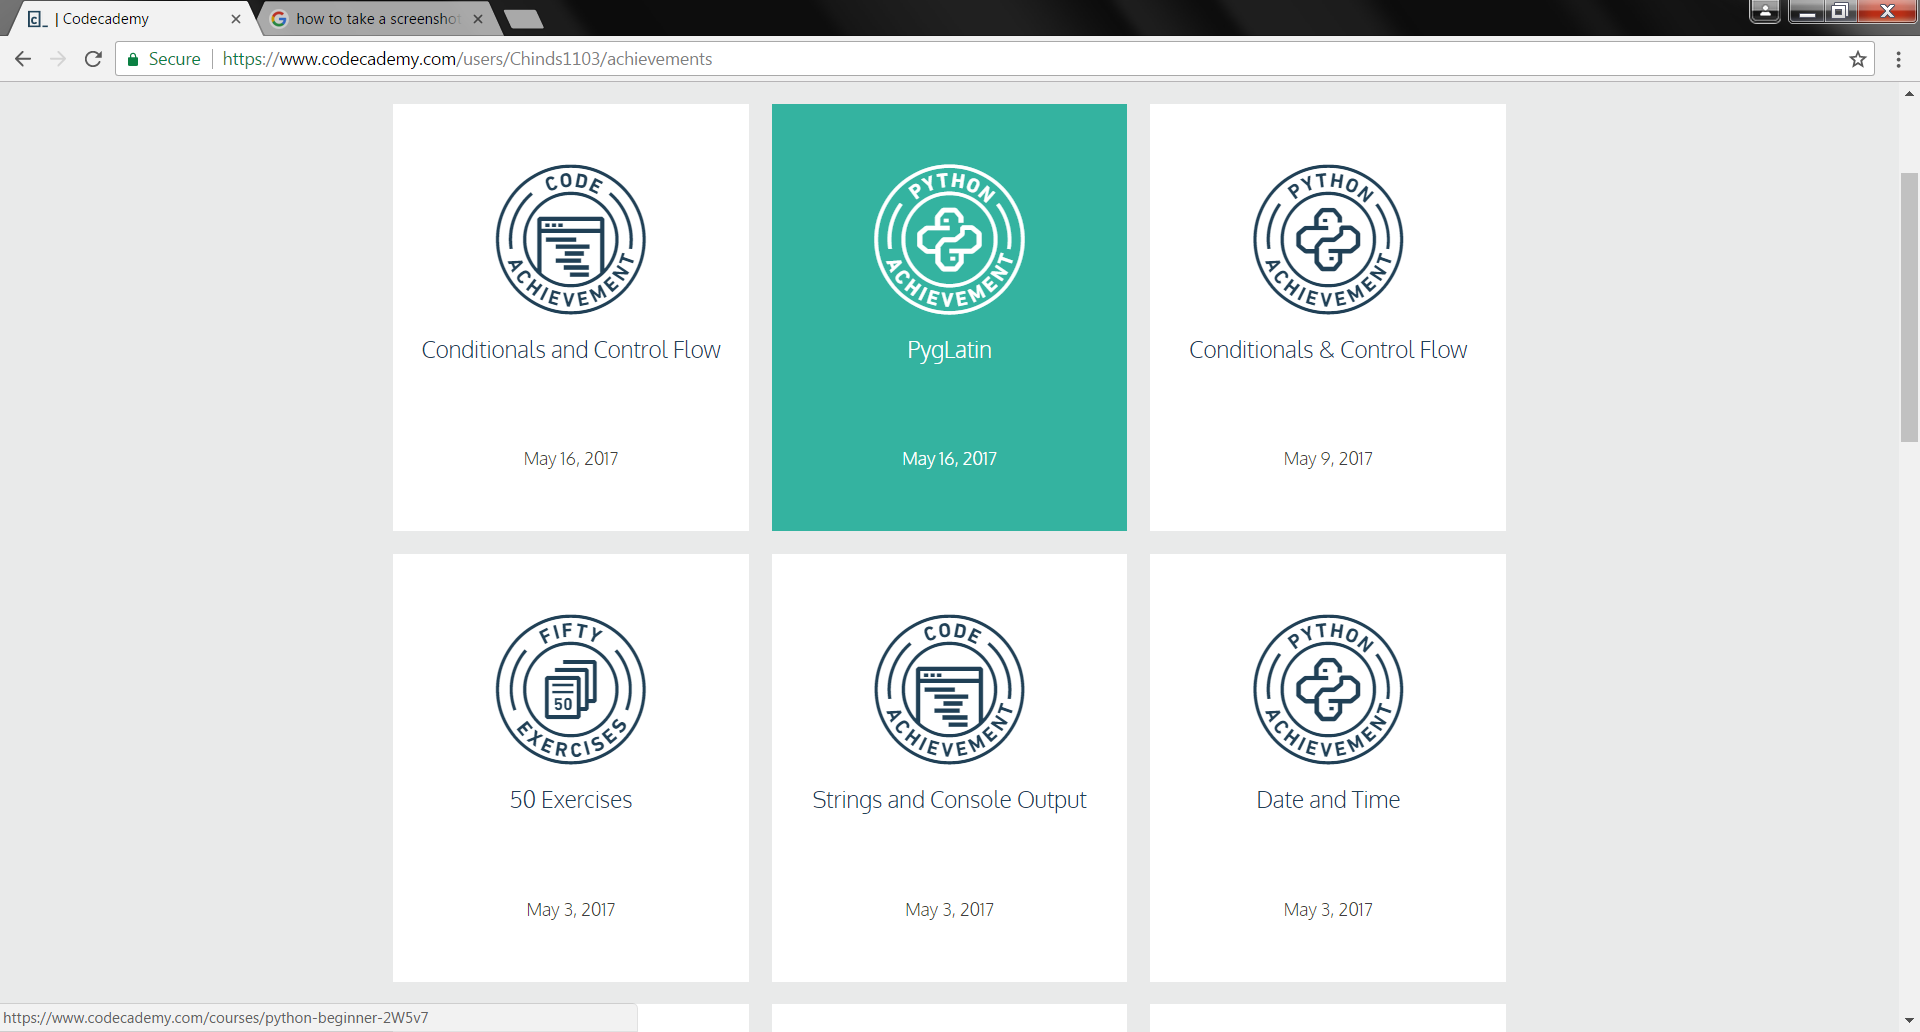 | Codecademy
how to take a screenshot
Secure
https://www.codecademy.com/users/Chinds1103/achievements
CODE ACHIEVEMENT
Conditionals and Control Flow
May 16, 2017
PYTHON ACHIEVEMENT
PygLatin
May 16, 2017
PYTHON ACHIEVEMENT
Conditionals & Control Flow
May 9, 2017
FIFTY EXERCISES
50
50 Exercises
May 3, 2017
CODE ACHIEVEMENT
Strings and Console Output
May 3, 2017
PYTHON ACHIEVEMENT
Date and Time
May 3, 2017
https://www.codecademy.com/courses/python-beginner-2W5v7